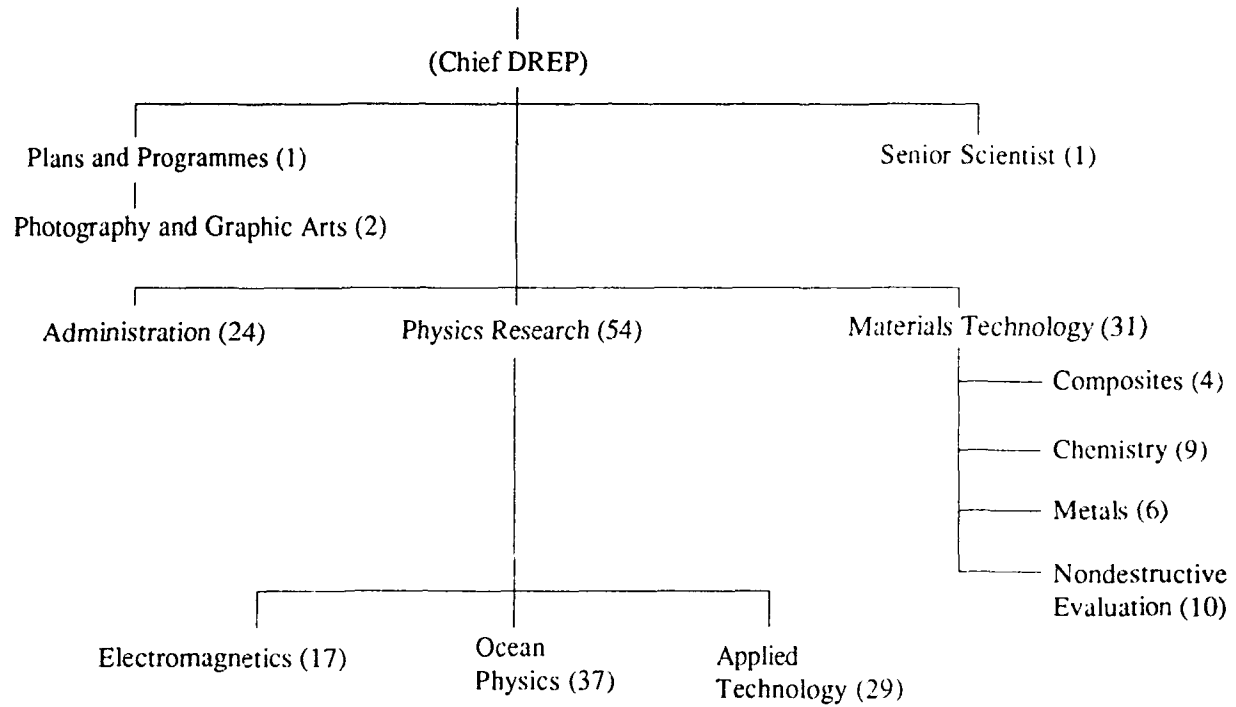 (Chief DREP)
Plans and Programmes (1)
Senior Scientist (1)
Photography and Graphic Arts (2)
Administration (24)
Physics Research (54)
Materials Technology (31)
Composites (4)
Chemistry (9)
Metals (6)
Nondestructive
Evaluation (10)
Electromagnetics (17)
Ocean
Physics (37)
Applied
Technology (29)